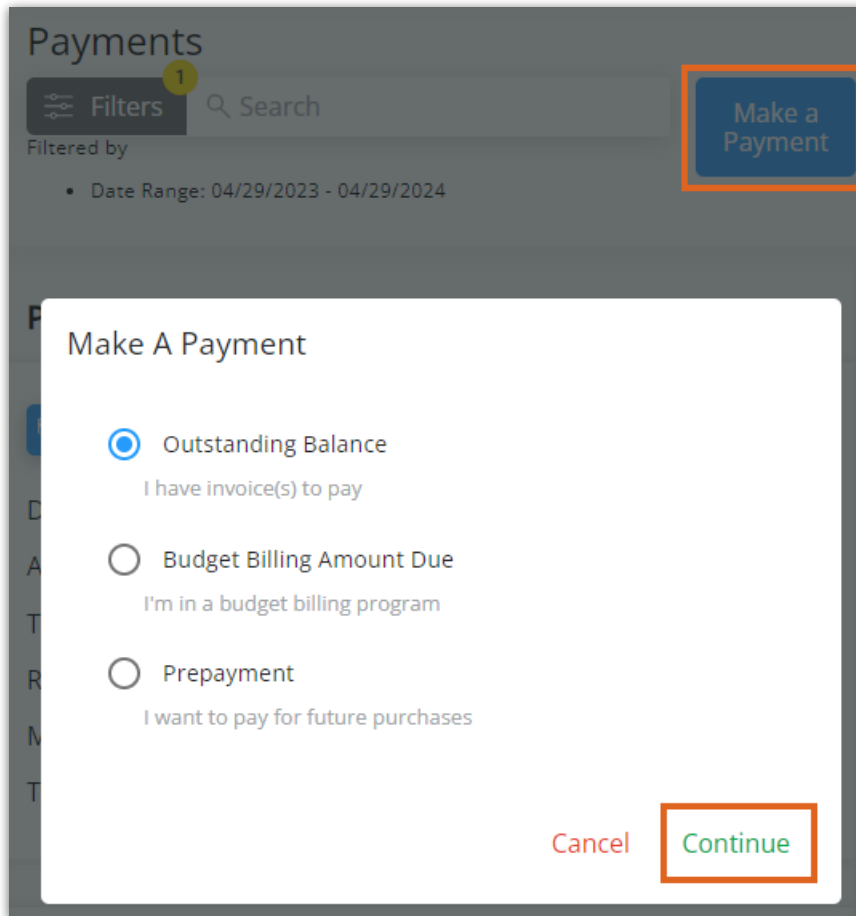 Payments
1
Filters
Search
Make a
Payment
Filtered by
• Date Range: 04/29/2023 - 04/29/2024
P
Make A Payment
Outstanding Balance
I have invoice(s) to pay
D
Budget Billing Amount Due
A
I'm in a budget billing program
T
Prepayment
R
I want to pay for future purchases
M
T
Cancel
Continue